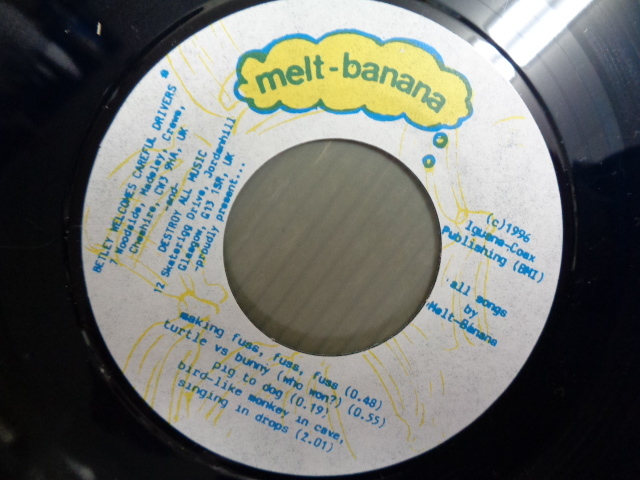 melt-banana
BETLEY WELCOMES CAREFUL DRIVERS @
7 Woodside, Madeley, Crewe,
Cheshire, CW3 9HA, UK
-and-
DESTROY ALL MUSIC
12 Skaterigg Drive, Jordanhill
Glasgow, G13 1SR, UK
-proudly present...
(c)1996
Iguana-Coax
Publishing (BMI)
all songs
by
Melt-Banana
making fuss, fuss, fuss (0.48)
turtle vs bunny (who won?) (0.55)
pig to dog (0.19)
bird-like monkey in cave,
singing in drops (2.01)